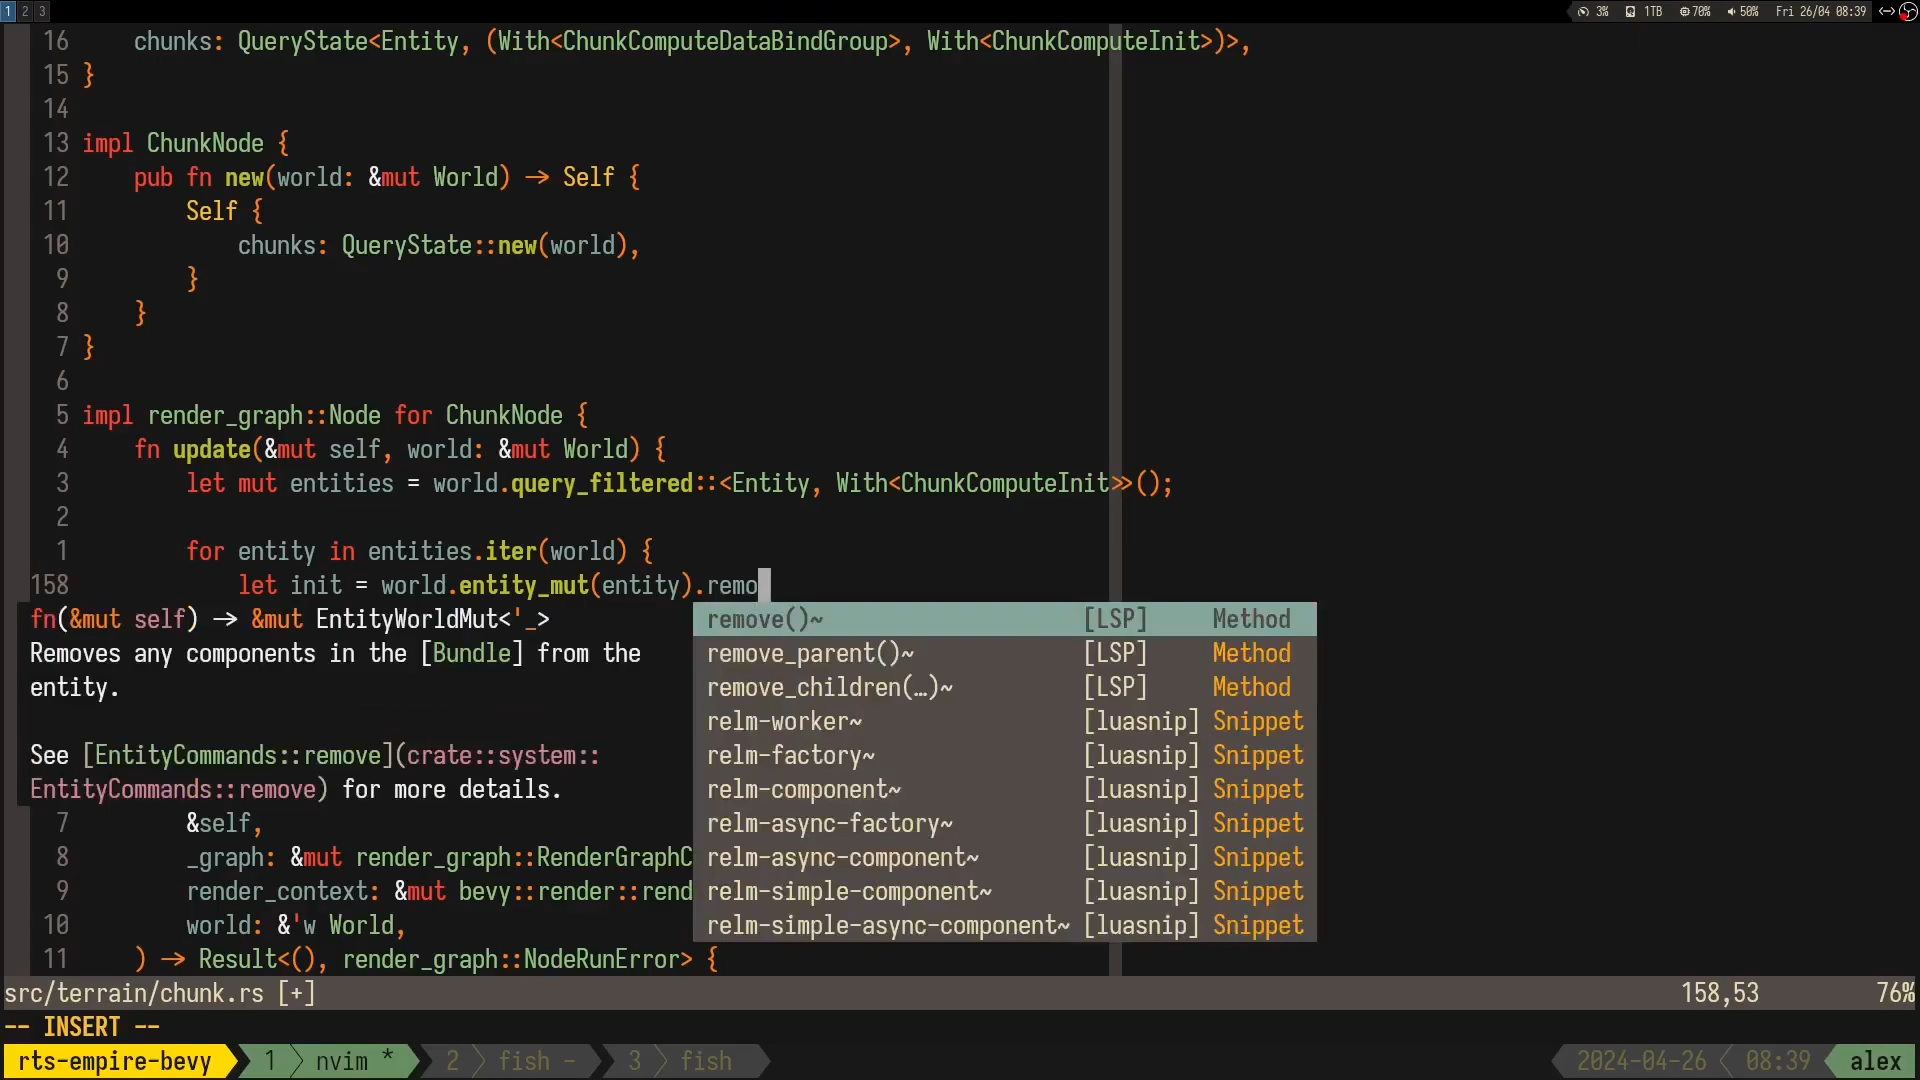 1 2 3 3% 1TB 70% 50% Fri 26/04 08:39
16 chunks: QueryState<Entity, (With<ChunkComputeDataBindGroup>, With<ChunkComputeInit>)>,
15 }
14
13 impl ChunkNode {
12 pub fn new(world: &mut World) -> Self {
11 Self {
10 chunks: QueryState::new(world),
9 }
8 }
7 }
6
5 impl render_graph::Node for ChunkNode {
4 fn update(&mut self, world: &mut World) {
3 let mut entities = world.query_filtered::<Entity, With<ChunkComputeInit>>();
2
1 for entity in entities.iter(world) {
158 let init = world.entity_mut(entity).remo
fn(&mut self) -> &mut EntityWorldMut<'_>
Removes any components in the [Bundle] from the
entity.
See [EntityCommands::remove](crate::system::
EntityCommands::remove) for more details.
remove()~ [LSP] Method
remove_parent()~ [LSP] Method
remove_children(…)~ [LSP] Method
relm-worker~ [luasnip] Snippet
relm-factory~ [luasnip] Snippet
relm-component~ [luasnip] Snippet
relm-async-factory~ [luasnip] Snippet
relm-async-component~ [luasnip] Snippet
relm-simple-component~ [luasnip] Snippet
relm-simple-async-component~ [luasnip] Snippet
7 &self,
8 _graph: &mut render_graph::RenderGraphC
9 render_context: &mut bevy::render::rend
10 world: &'w World,
11 ) -> Result<(), render_graph::NodeRunError> {
src/terrain/chunk.rs [+] 158,53 76%
-- INSERT --
rts-empire-bevy 1 nvim * 2 fish - 3 fish 2024-04-26 08:39 alex